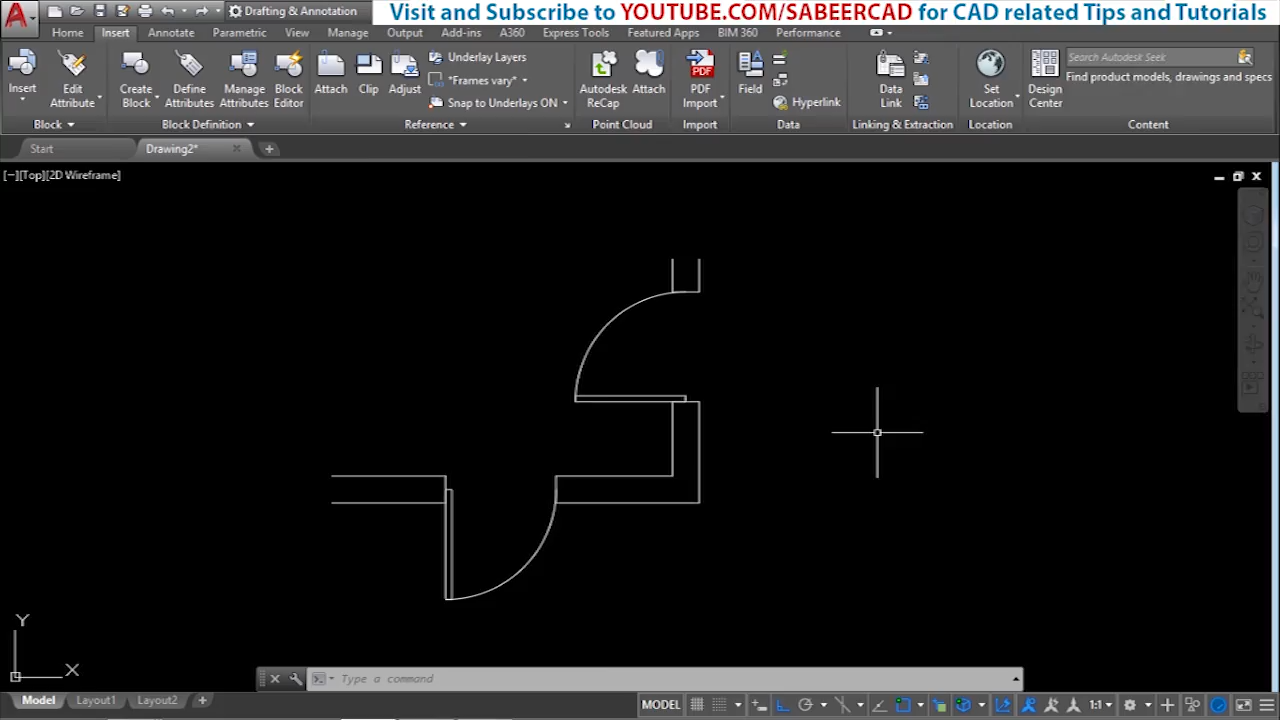 Drafting & Annotation
Visit and Subscribe to YOUTUBE.COM/SABEERCAD for CAD related Tips and Tutorials
Home Insert Annotate Parametric View Manage Output Add-ins A360 Express Tools Featured Apps BIM 360 Performance
Insert
Edit
Attribute
Block
Create
Block
Define
Attributes
Manage
Attributes
Block
Editor
Block Definition
Attach
Clip
Adjust
Underlay Layers
*Frames vary*
Snap to Underlays ON
Reference
Autodesk
ReCap
Attach
Point Cloud
PDF
PDF
Import
Import
Field
Hyperlink
Data
Data
Link
Linking & Extraction
Set
Location
Location
Design
Center
Search Autodesk Seek
Find product models, drawings and specs
Content
Start
Drawing2*
[−][Top][2D Wireframe]
Y
X
Type a command
Model Layout1 Layout2
MODEL
1:1